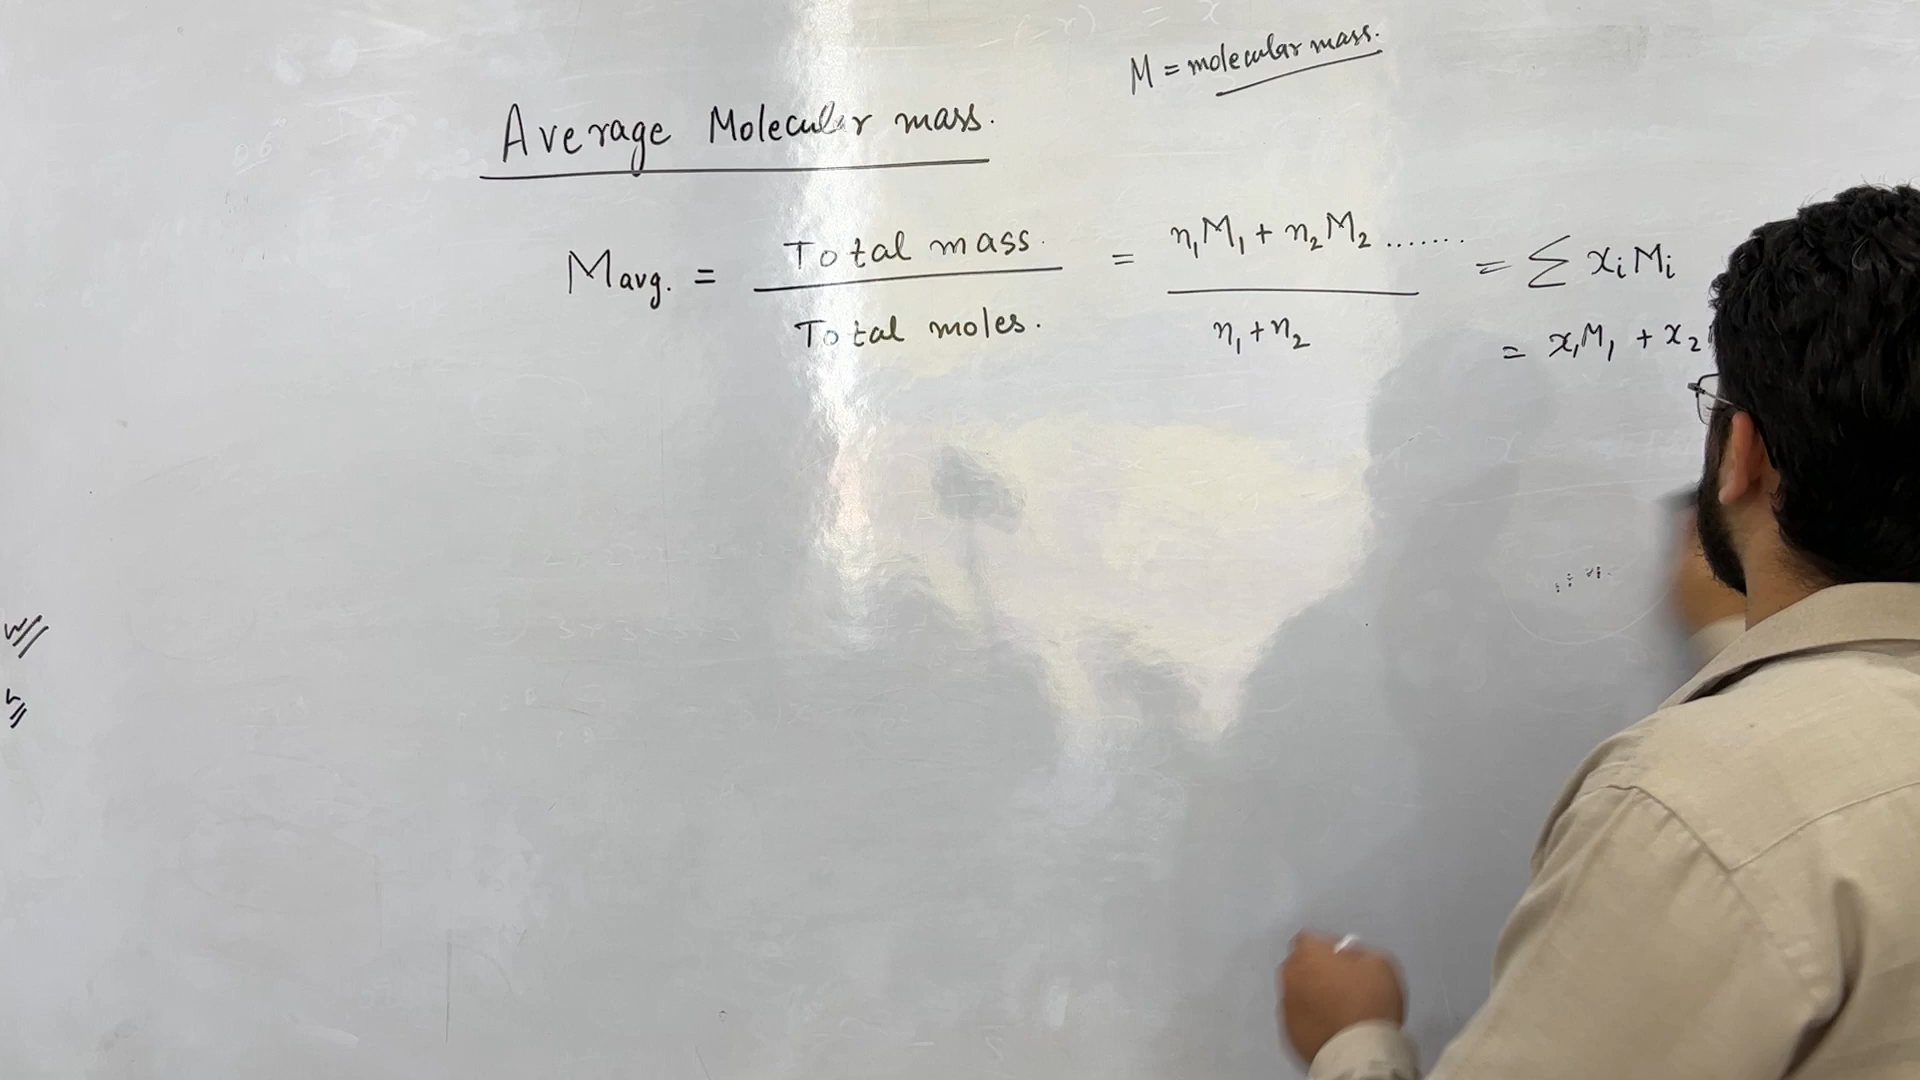 M = molecular mass.
Average Molecular mass.
Mavg. = Total mass. / Total moles. = n₁M₁ + n₂M₂ ....... / n₁ + n₂ = Σ xᵢMᵢ
= x₁M₁ + x₂